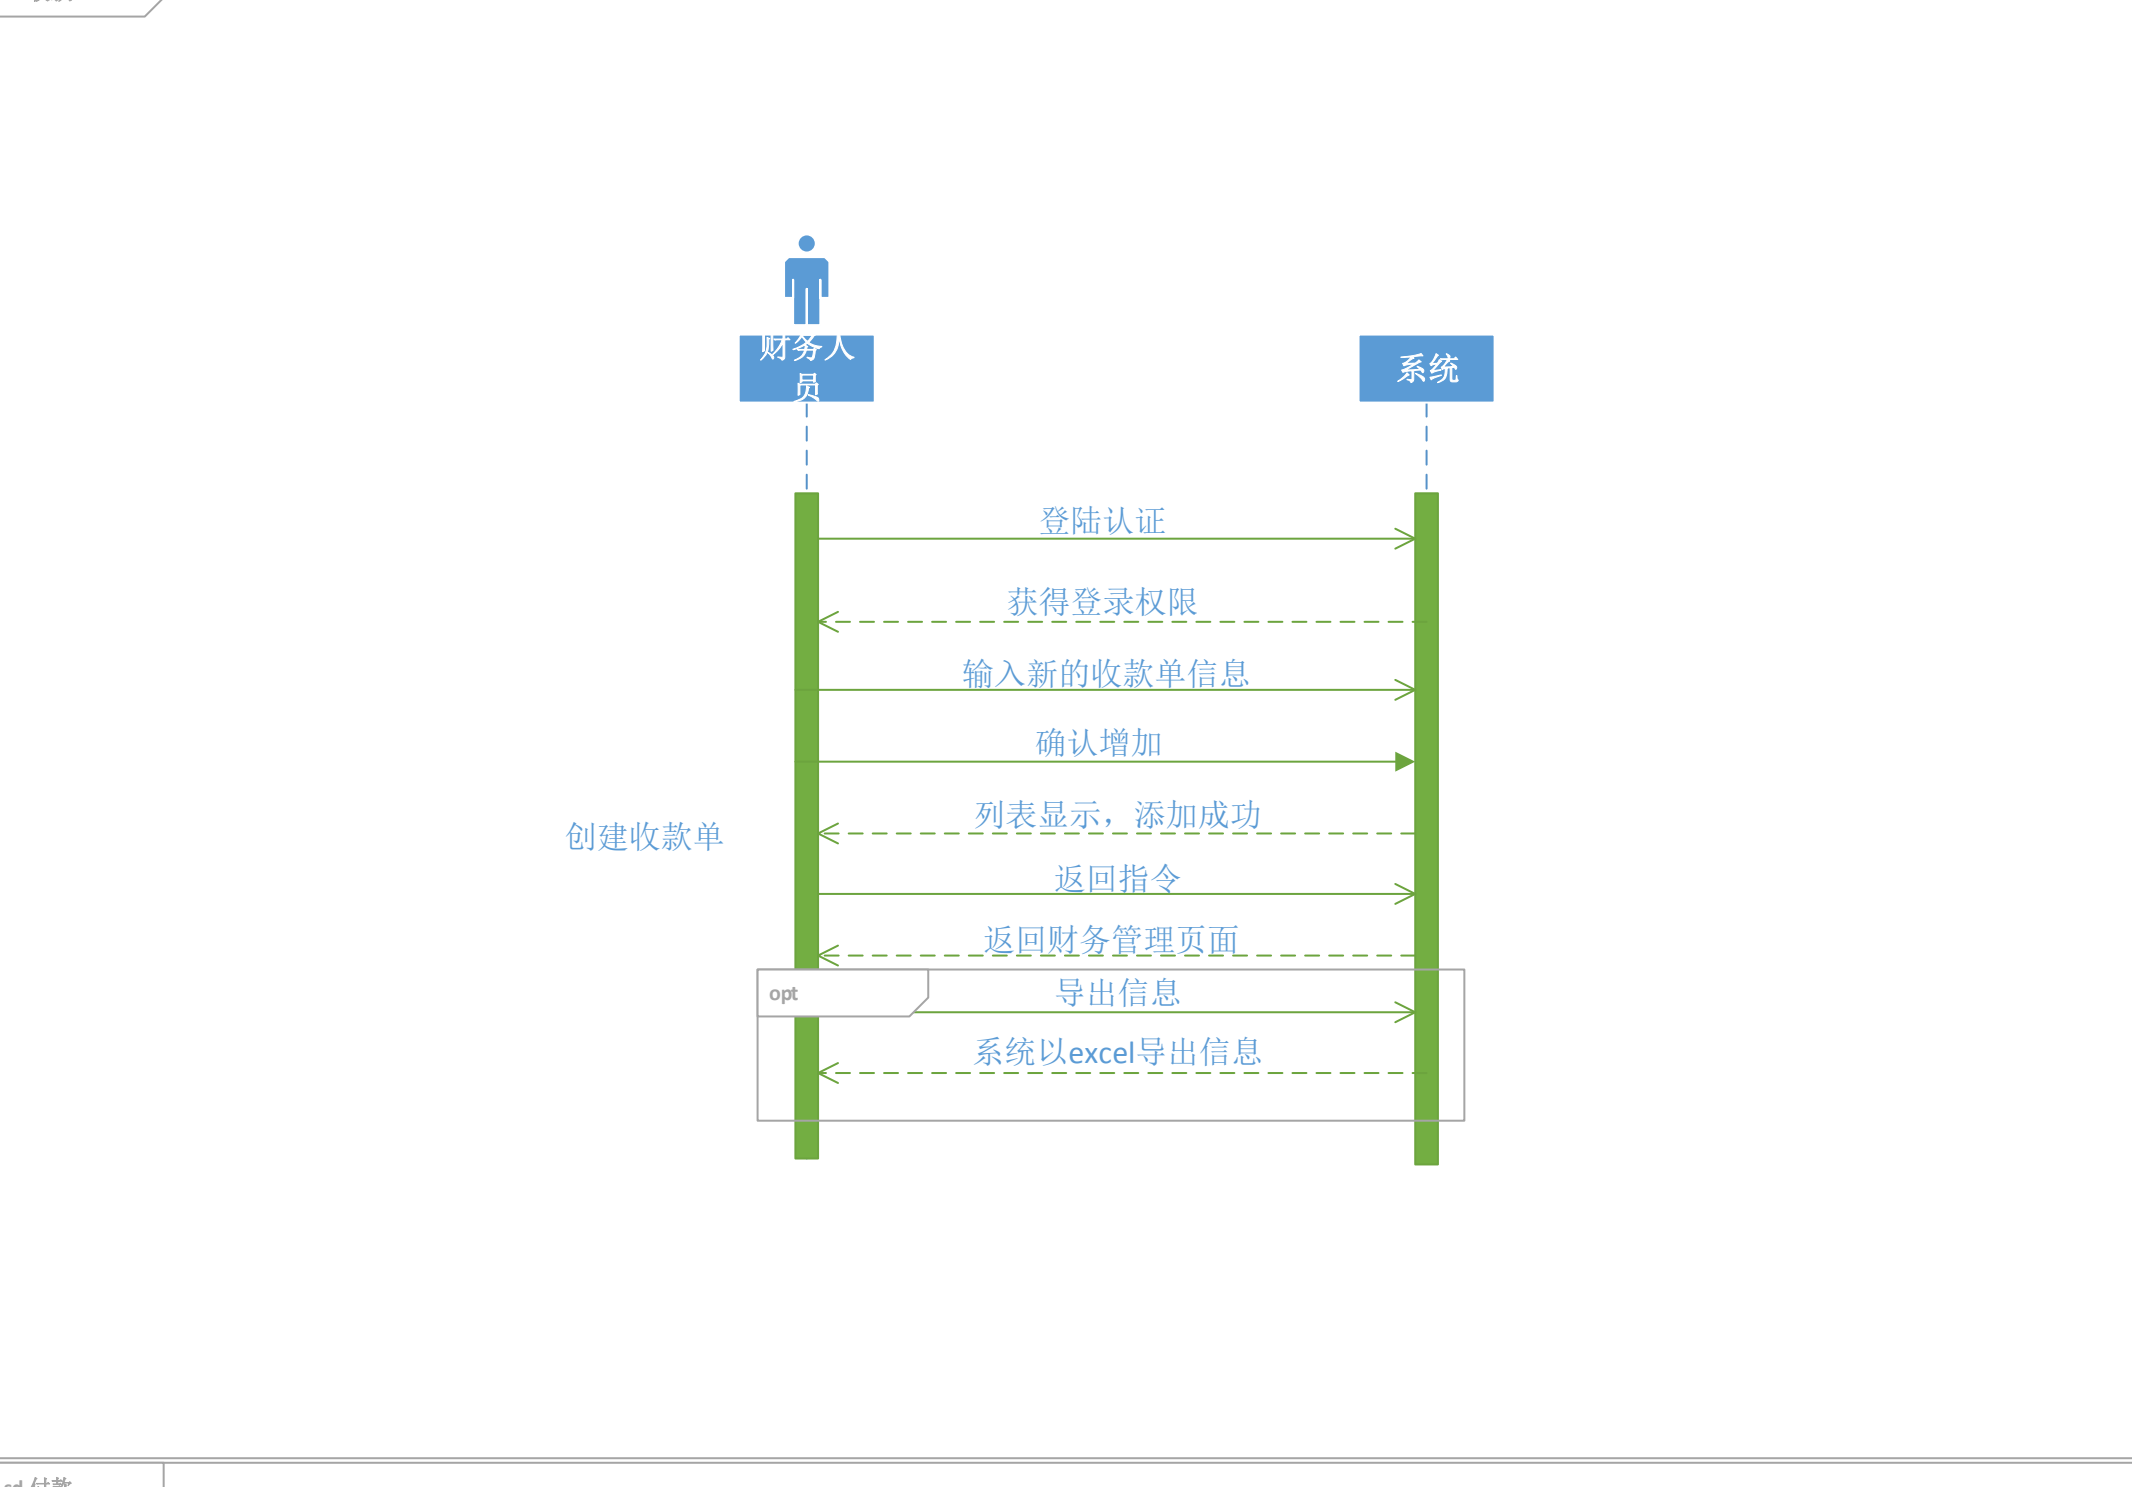 财务人
员
系统
登陆认证
获得登录权限
输入新的收款单信息
确认增加
列表显示，添加成功
创建收款单
返回指令
返回财务管理页面
opt
导出信息
系统以excel导出信息
sd 付款